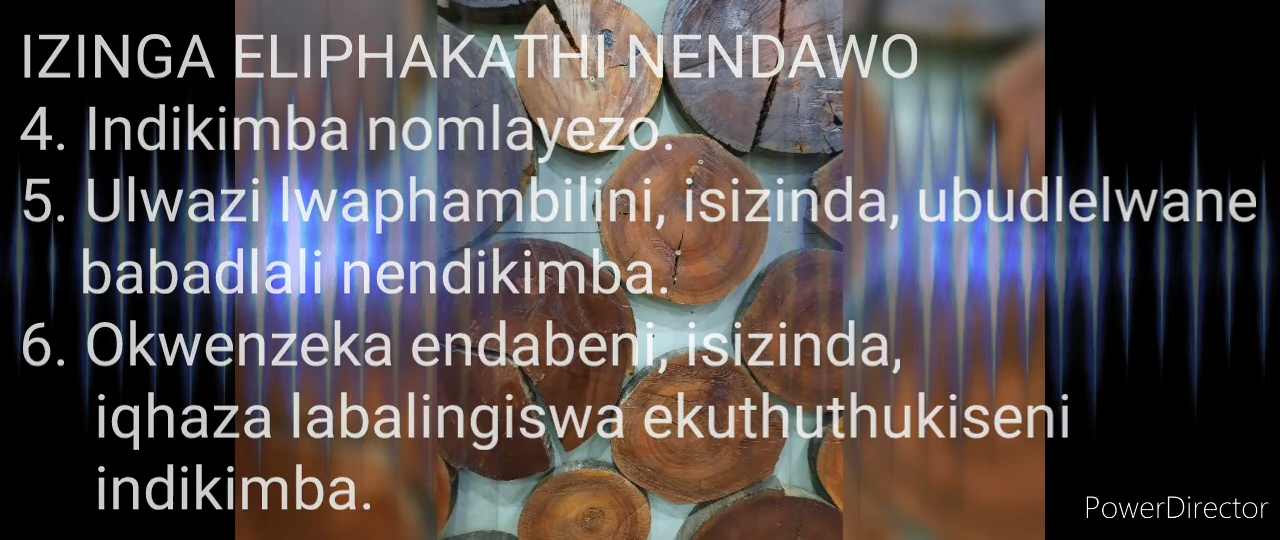 IZINGA ELIPHAKATHI NENDAWO
4. Indikimba nomlayezo.
5. Ulwazi lwaphambilini, isizinda, ubudlelwane
babadlali nendikimba.
6. Okwenzeka endabeni, isizinda,
iqhaza labalingiswa ekuthuthukiseni
indikimba.
PowerDirector